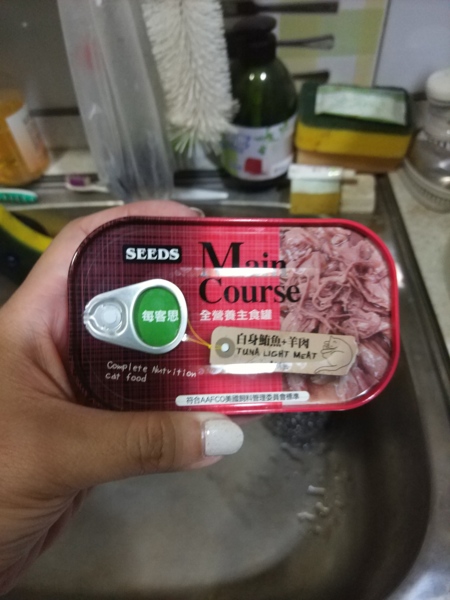 SEEDS
Main
Course
全營養主食罐
每客思
白身鮪魚+羊肉
TUNA LIGHT MEAT
Complete Nutrition
cat food
符合AAFCO美國飼料管理委員會標準